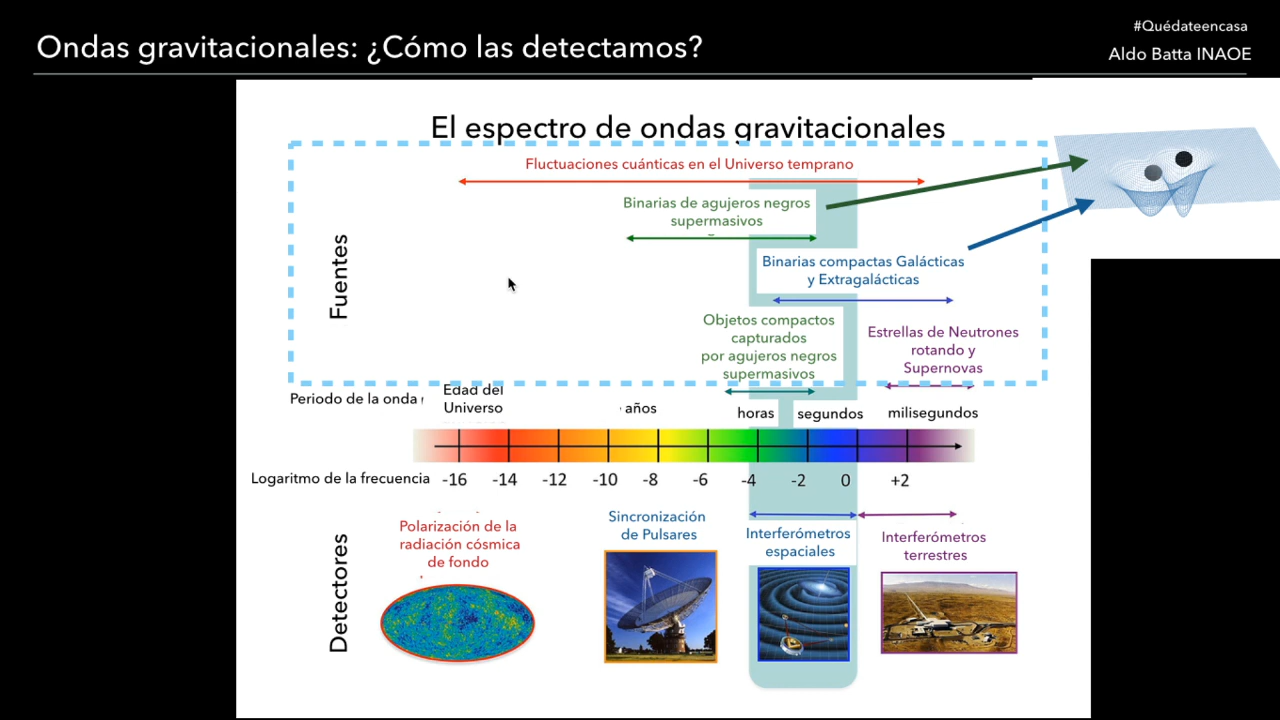 Ondas gravitacionales: ¿Cómo las detectamos?
#Quédateencasa
Aldo Batta INAOE
El espectro de ondas gravitacionales
Fuentes
Fluctuaciones cuánticas en el Universo temprano
Binarias de agujeros negros
supermasivos
Binarias compactas Galácticas
y Extragalácticas
Objetos compactos
capturados
por agujeros negros
supermasivos
Estrellas de Neutrones
rotando y
Supernovas
Periodo de la onda
Edad del
Universo
años
horas
segundos
milisegundos
Logaritmo de la frecuencia
-16 -14 -12 -10 -8 -6 -4 -2 0 +2
Detectores
Polarización de la
radiación cósmica
de fondo
Sincronización
de Pulsares
Interferómetros
espaciales
Interferómetros
terrestres